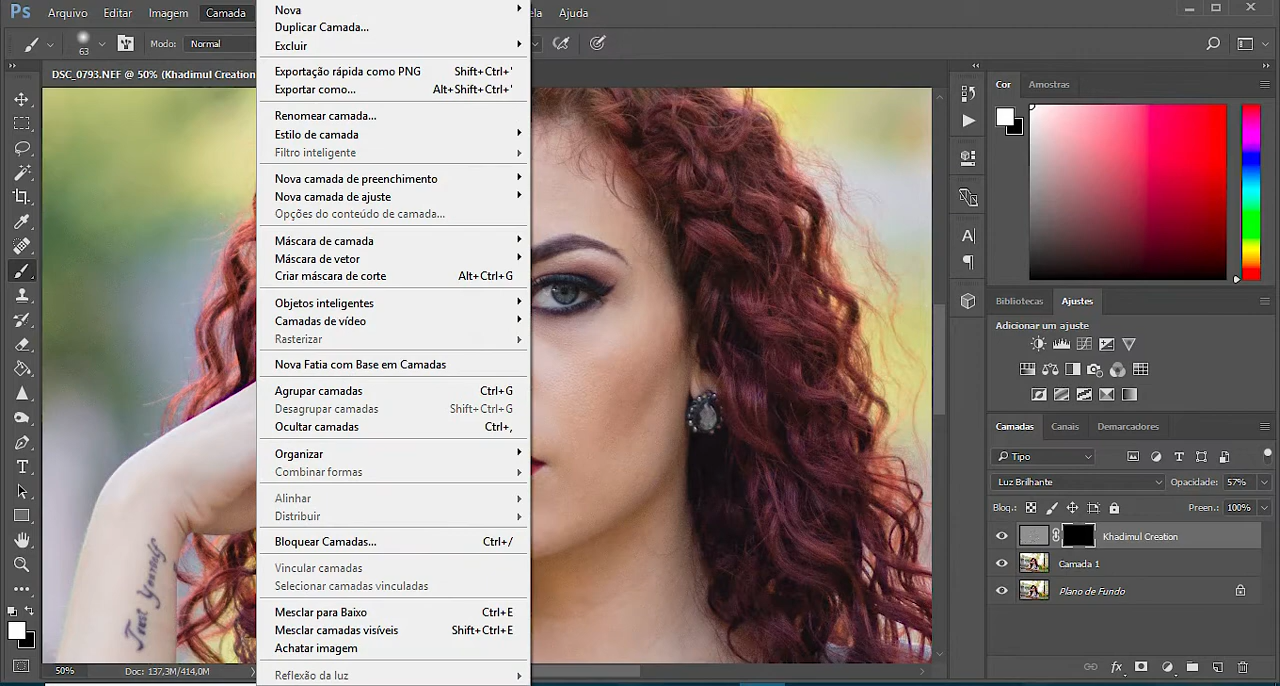 Ps Arquivo Editar Imagem Camada Ajuda
63 Modo: Normal
DSC_0793.NEF @ 50% (Khadimul Creation
Nova
Duplicar Camada...
Excluir
Exportação rápida como PNG Shift+Ctrl+'
Exportar como... Alt+Shift+Ctrl+'
Renomear camada...
Estilo de camada
Filtro inteligente
Nova camada de preenchimento
Nova camada de ajuste
Opções do conteúdo de camada...
Máscara de camada
Máscara de vetor
Criar máscara de corte Alt+Ctrl+G
Objetos inteligentes
Camadas de vídeo
Rasterizar
Nova Fatia com Base em Camadas
Agrupar camadas Ctrl+G
Desagrupar camadas Shift+Ctrl+G
Ocultar camadas Ctrl+,
Organizar
Combinar formas
Alinhar
Distribuir
Bloquear Camadas... Ctrl+/
Vincular camadas
Selecionar camadas vinculadas
Mesclar para Baixo Ctrl+E
Mesclar camadas visíveis Shift+Ctrl+E
Achatar imagem
Reflexão da luz
Trust Yourself
50% Doc: 137,3M/414,0M
Cor Amostras
Bibliotecas Ajustes
Adicionar um ajuste
Camadas Canais Demarcadores
Tipo
Luz Brilhante Opacidade: 57%
Bloq.: Preen.: 100%
Khadimul Creation
Camada 1
Plano de Fundo